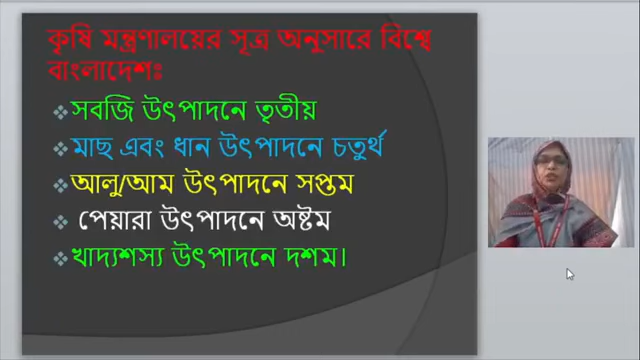 কৃষি মন্ত্রণালয়ের সূত্র অনুসারে বিশ্বে
বাংলাদেশঃ
সবজি উৎপাদনে তৃতীয়
মাছ এবং ধান উৎপাদনে চতুর্থ
আলু/আম উৎপাদনে সপ্তম
পেয়ারা উৎপাদনে অষ্টম
খাদ্যশস্য উৎপাদনে দশম।